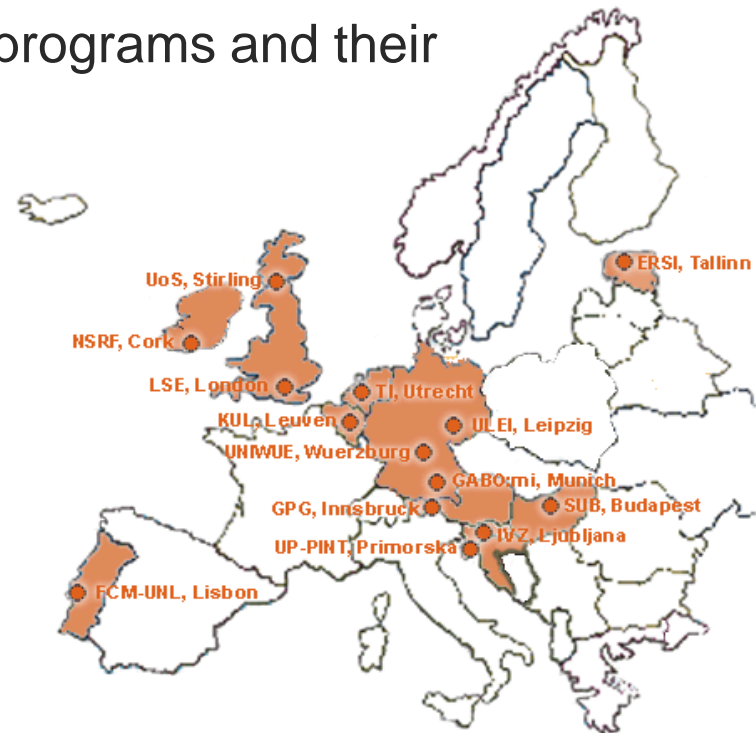 programs and their
ERSI, Tallinn
UoS, Stirling
NSRF, Cork
LSE, London
TI, Utrecht
KUL, Leuven
ULEI, Leipzig
UNIWUE, Wuerzburg
GABO:mi, Munich
GPG, Innsbruck
SUB, Budapest
IVZ, Ljubljana
UP-PINT, Primorska
FCM-UNL, Lisbon